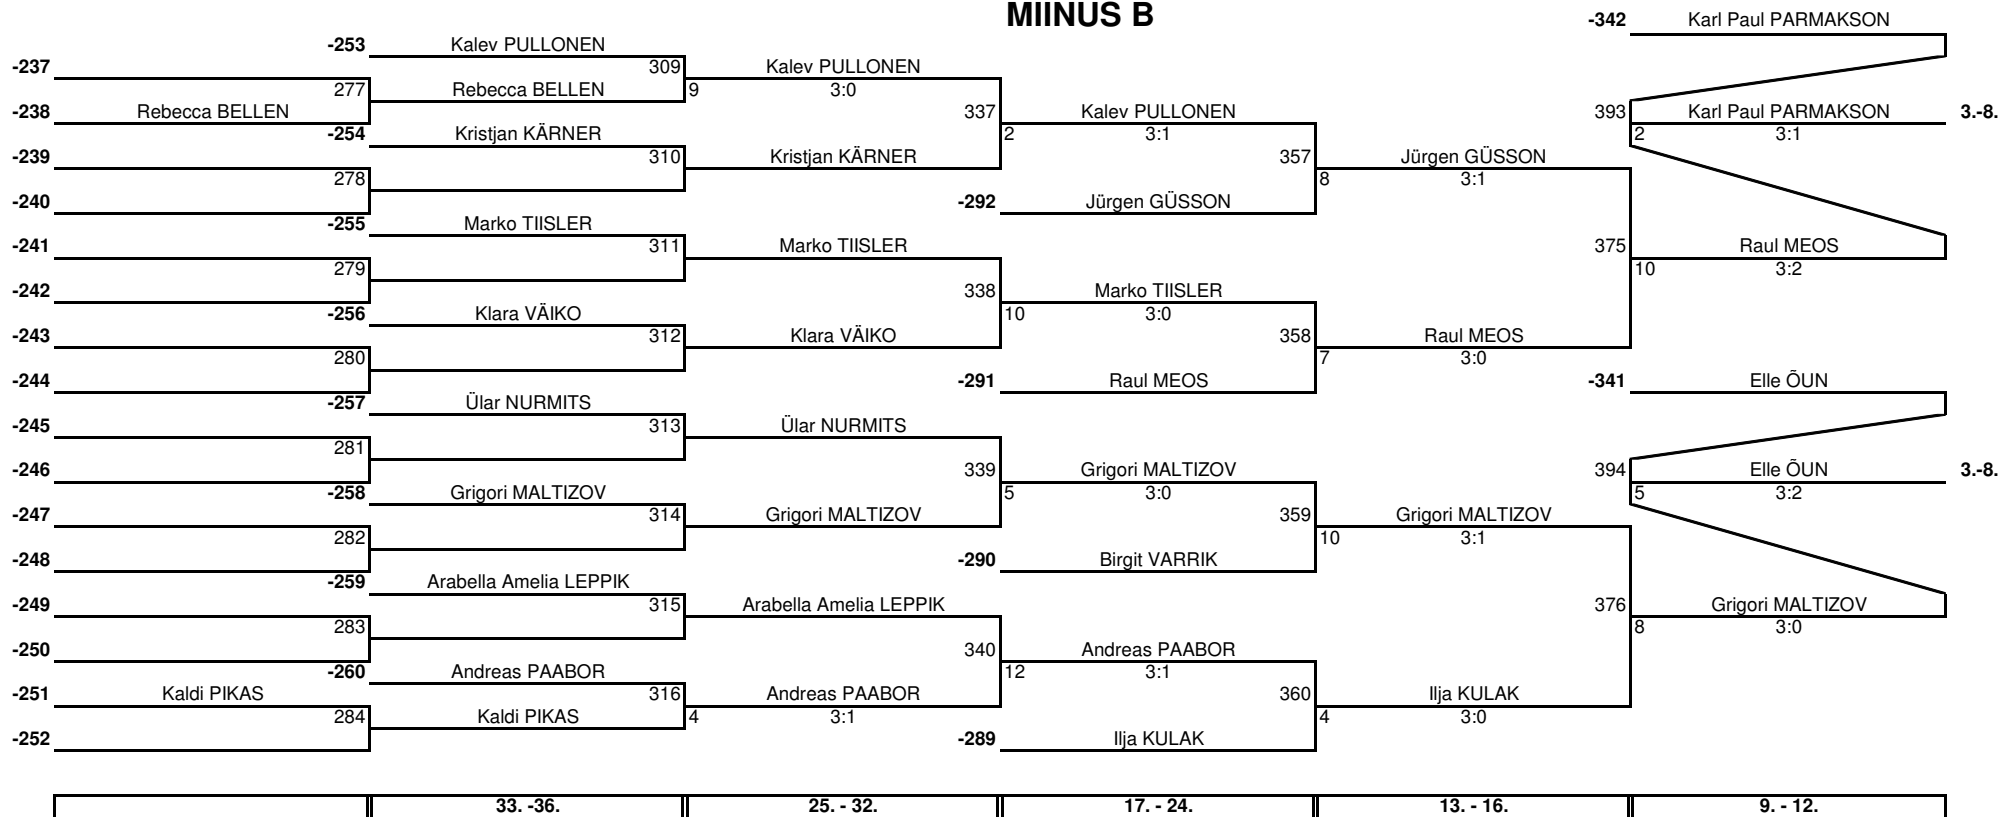 MIINUS B
-342 Karl Paul PARMAKSON
-253 Kalev PULLONEN
-237 309 Kalev PULLONEN
277 Rebecca BELLEN 9 3:0
-238 Rebecca BELLEN 337 Kalev PULLONEN 393 Karl Paul PARMAKSON 3.-8.
-254 Kristjan KÄRNER 2 3:1 2 3:1
-239 310 Kristjan KÄRNER 357 Jürgen GÜSSON
278 8 3:1
-240 -292 Jürgen GÜSSON
-255 Marko TIISLER
-241 311 Marko TIISLER 375 Raul MEOS
279 10 3:2
-242 338 Marko TIISLER
-256 Klara VÄIKO 10 3:0
-243 312 Klara VÄIKO 358 Raul MEOS
280 7 3:0
-244 -291 Raul MEOS -341 Elle ÕUN
-257 Ülar NURMITS
-245 313 Ülar NURMITS
281
-246 339 Grigori MALTIZOV 394 Elle ÕUN 3.-8.
-258 Grigori MALTIZOV 5 3:0 5 3:2
-247 314 Grigori MALTIZOV 359 Grigori MALTIZOV
282 10 3:1
-248 -290 Birgit VARRIK
-259 Arabella Amelia LEPPIK
-249 315 Arabella Amelia LEPPIK 376 Grigori MALTIZOV
283 8 3:0
-250 340 Andreas PAABOR
-260 Andreas PAABOR 12 3:1
-251 Kaldi PIKAS 316 Andreas PAABOR 360 Ilja KULAK
284 Kaldi PIKAS 4 3:1 4 3:0
-252 -289 Ilja KULAK
33. -36. 25. - 32. 17. - 24. 13. - 16. 9. - 12.